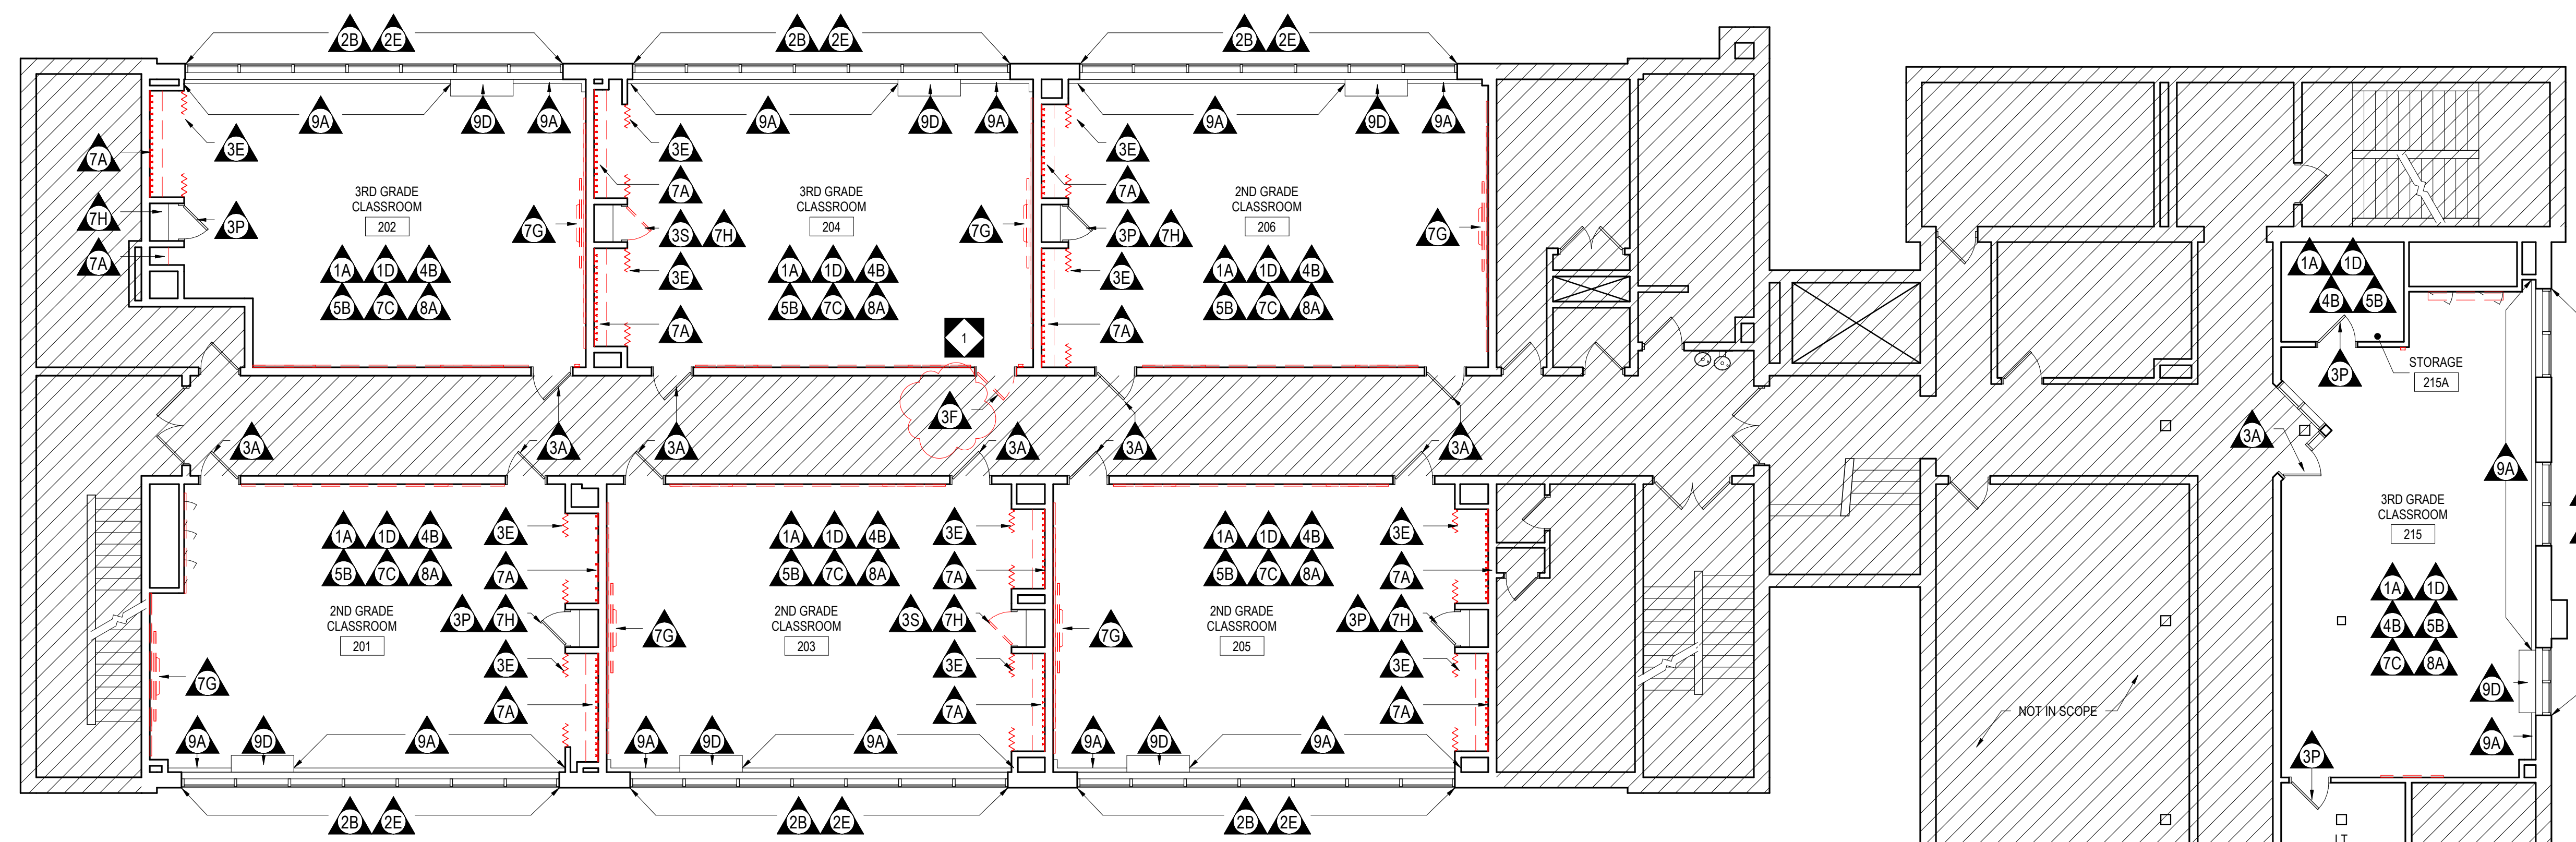 2B 2E
2B 2E
2B 2E
9A 9D 9A
9A 9D 9A
9A 9D 9A
7A 3E
3E
7A
3E
7A
3RD GRADE
CLASSROOM
202
3RD GRADE
CLASSROOM
204
2ND GRADE
CLASSROOM
206
7H 3P
7G
3S 7H
7G
3P 7H
7G
7A
3E
3E
1A 1D 4B
5B 7C 8A
1A 1D 4B
5B 7C 8A
1A 1D 4B
5B 7C 8A
7A
7A
1A 1D
4B 5B
1
STORAGE
215A
3P
3F
3A
3A
3A
3A
3A
3A
3A
3A
9A
3RD GRADE
CLASSROOM
215
1A 1D
4B 5B
7C 8A
1A 1D 4B
5B 7C 8A
3E
7A
1A 1D 4B
5B 7C 8A
3E
7A
1A 1D 4B
5B 7C 8A
3E
7A
2ND GRADE
CLASSROOM
201
3P 7H
2ND GRADE
CLASSROOM
203
7G
3S 7H
2ND GRADE
CLASSROOM
205
7G
3P 7H
3E
3E
3E
7G
7A
7A
7A
9D
NOT IN SCOPE
9A 9D 9A
9A 9D 9A
9A 9D 9A
9A
3P
2B 2E
2B 2E
2B 2E